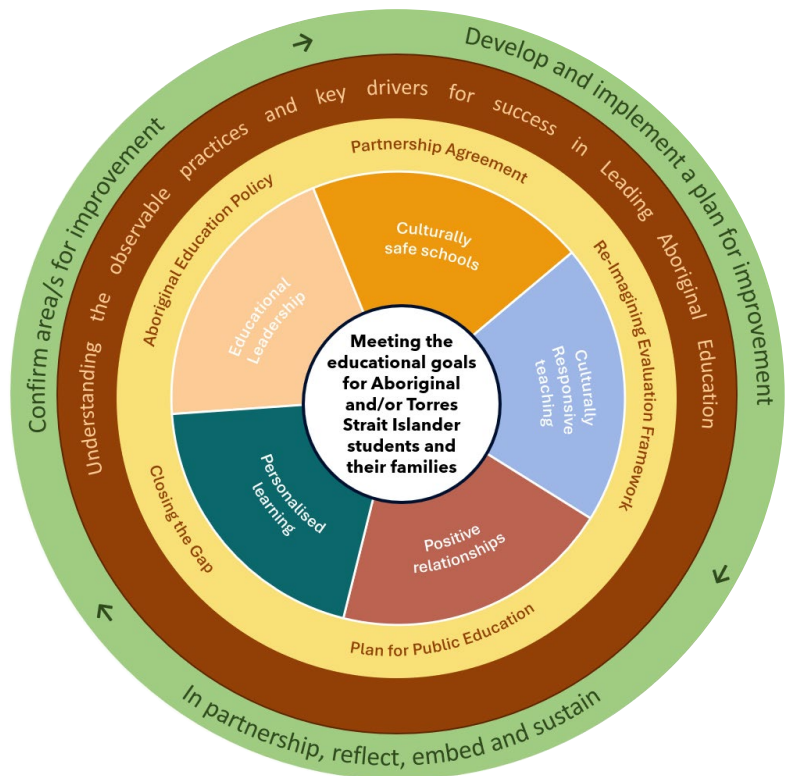 Confirm area/s for improvement
Develop and implement a plan for improvement
In partnership, reflect, embed and sustain
Understanding the observable practices and key drivers for success in Leading Aboriginal Education
Aboriginal Education Policy
Partnership Agreement
Re-Imagining Evaluation Framework
Plan for Public Education
Closing the Gap
Educational
Leadership
Culturally
safe schools
Culturally
Responsive
teaching
Positive
relationships
Personalised
learning
Meeting the
educational goals
for Aboriginal
and/or Torres
Strait Islander
students and
their families